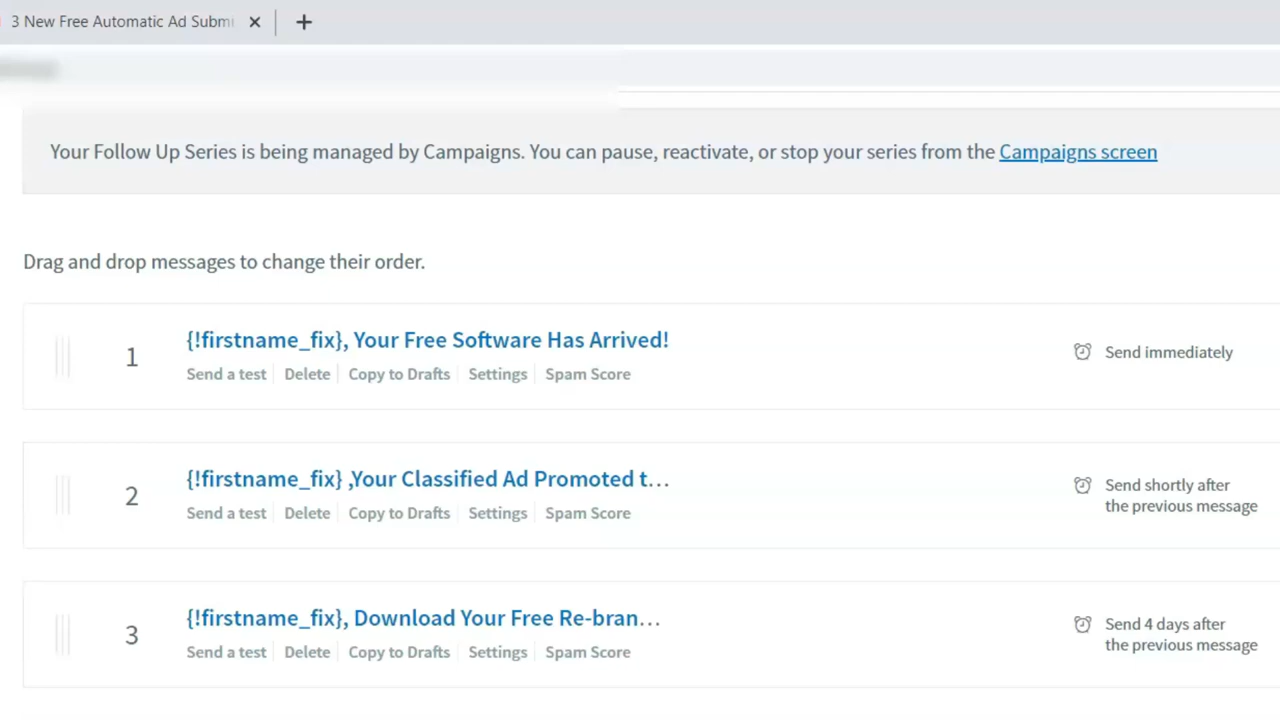 3 New Free Automatic Ad Subm
Your Follow Up Series is being managed by Campaigns. You can pause, reactivate, or stop your series from the Campaigns screen
Drag and drop messages to change their order.
1
{!firstname_fix}, Your Free Software Has Arrived!
Send a test Delete Copy to Drafts Settings Spam Score
Send immediately
2
{!firstname_fix} ,Your Classified Ad Promoted t...
Send a test Delete Copy to Drafts Settings Spam Score
Send shortly after
the previous message
3
{!firstname_fix}, Download Your Free Re-bran...
Send a test Delete Copy to Drafts Settings Spam Score
Send 4 days after
the previous message